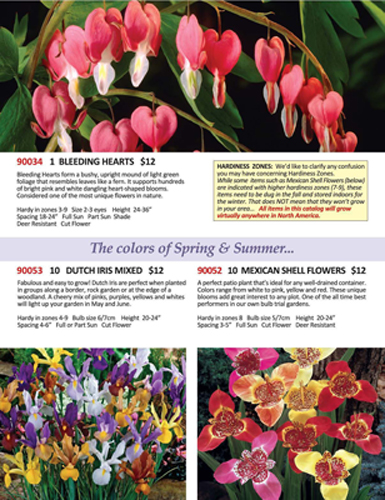 90034 1 BLEEDING HEARTS $12
Bleeding Hearts form a bushy, upright mound of light green
foliage that resembles leaves like a fern. It supports hundreds
of bright pink and white dangling heart-shaped blooms.
Considered one of the most unique flowers in nature.
Hardy in zones 3-9 Size 2-3 eyes Height 24-36"
Spacing 18-24" Full Sun Part Sun Shade
Deer Resistant Cut Flower
HARDINESS ZONES: We'd like to clarify any confusion
you may have concerning Hardiness Zones.
While some items such as Mexican Shell Flowers (below)
are indicated with higher hardiness zones (7-9), these
items need to be dug in the fall and stored indoors for
the winter. That does NOT mean that they won't grow
in your area... All items in this catalog will grow
virtually anywhere in North America.
The colors of Spring & Summer...
90053 10 DUTCH IRIS MIXED $12
Fabulous and easy to grow! Dutch Iris are perfect when planted
in groups along a border, rock garden or at the edge of a
woodland. A cheery mix of pinks, purples, yellows and whites
will light up your garden in May and June.
Hardy in zones 4-9 Bulb size 6/7cm Height 20-24"
Spacing 4-6" Full or Part Sun Cut Flower
90052 10 MEXICAN SHELL FLOWERS $12
A perfect patio plant that's ideal for any well-drained container.
Colors range from white to pink, yellow and red. These unique
blooms add great interest to any plot. One of the all time best
performers in our own bulb trial gardens.
Hardy in zones 8 Bulb size 5/7cm Height 20-24"
Spacing 3-5" Full Sun Cut Flower Deer Resistant